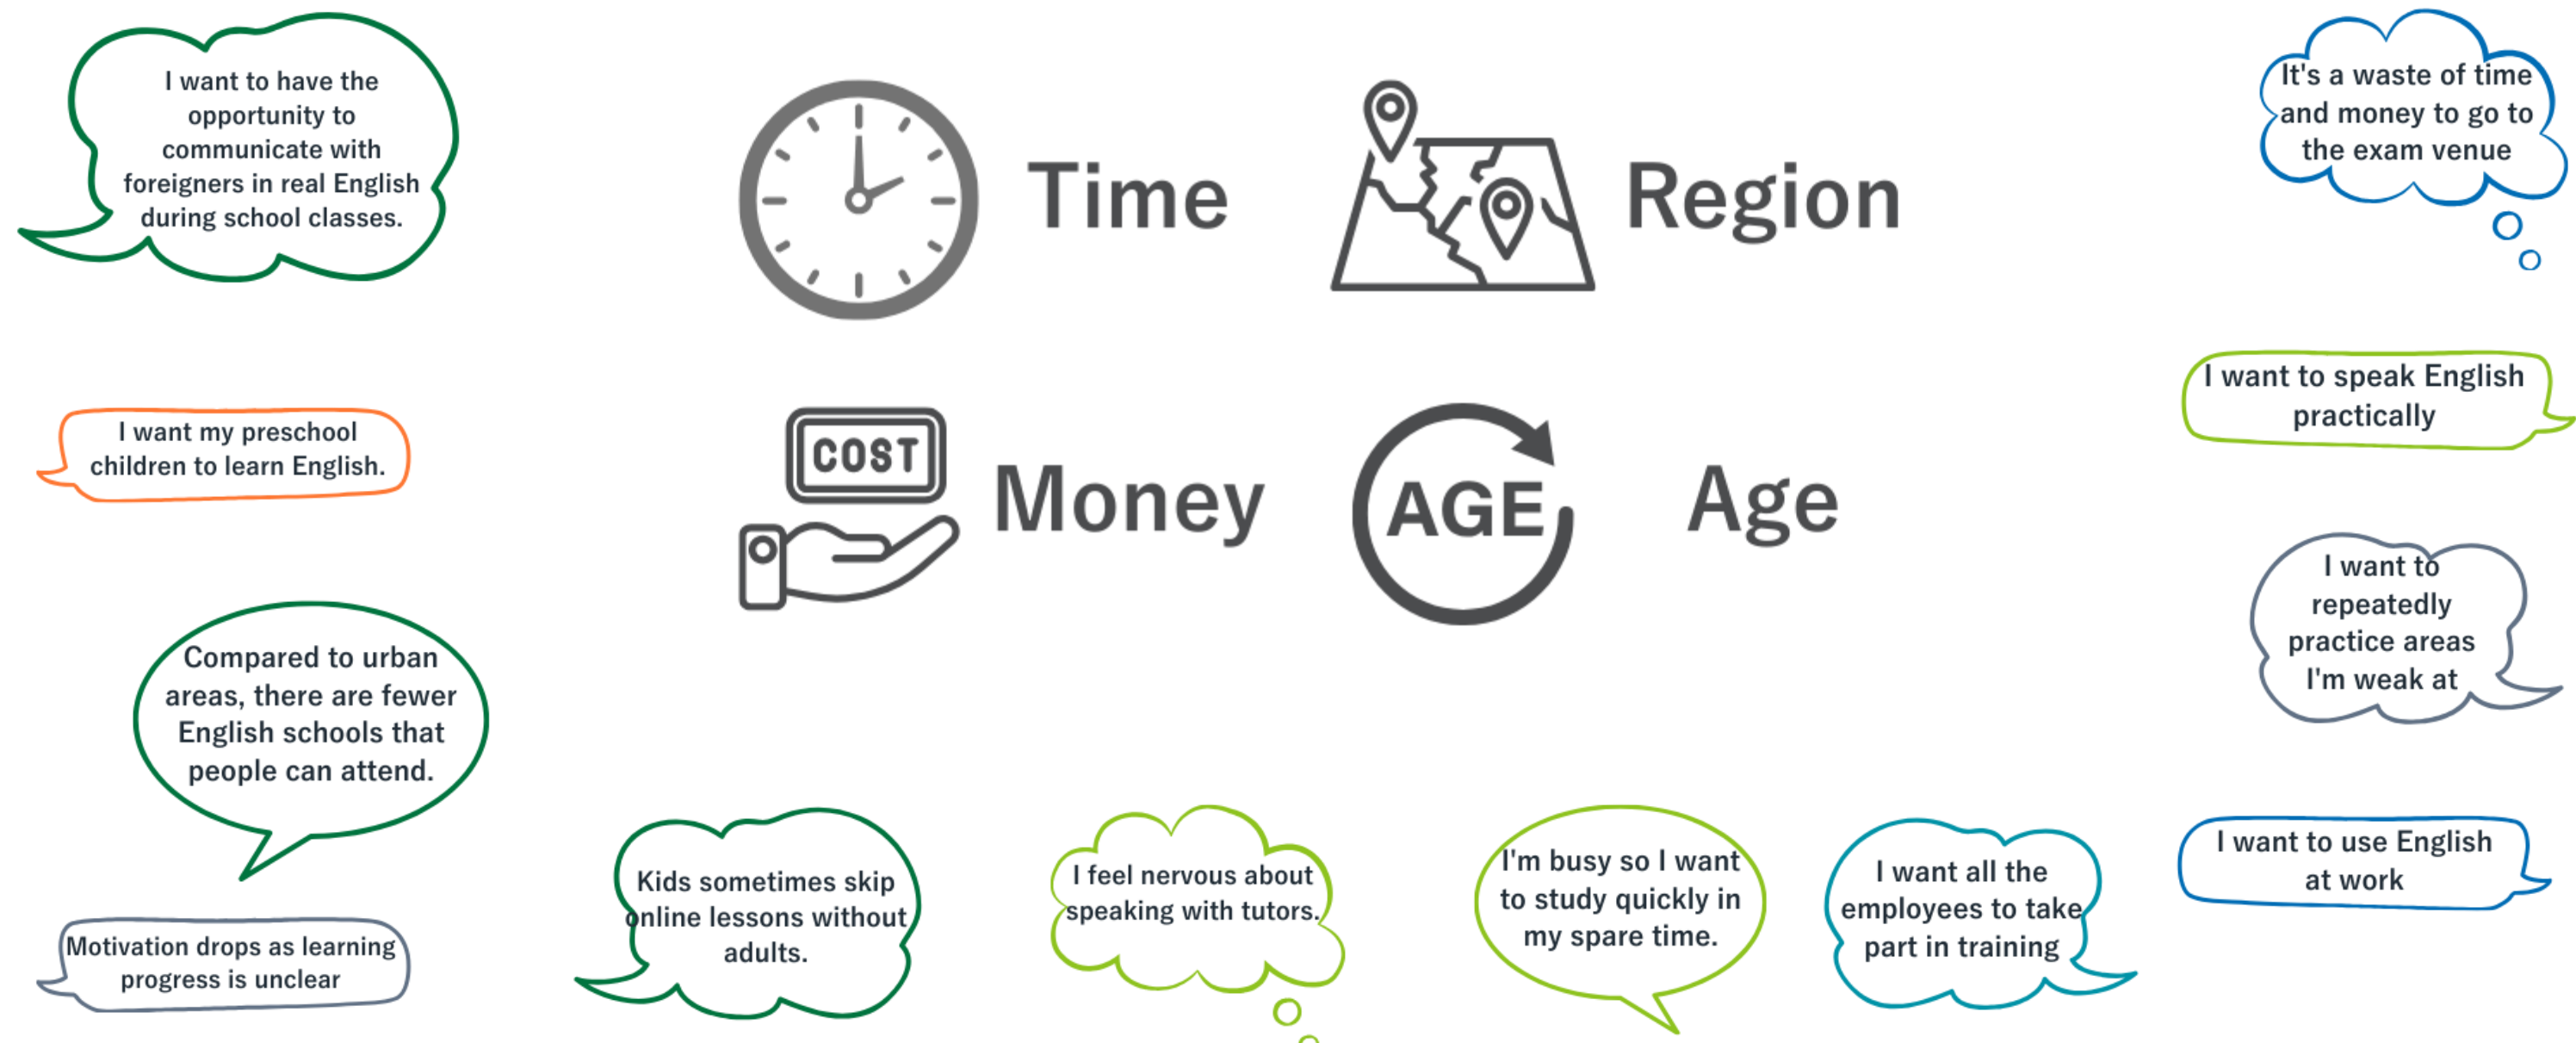 I want to have the
opportunity to
communicate with
foreigners in real English
during school classes.
Time
Region
It's a waste of time
and money to go to
the exam venue
I want my preschool
children to learn English.
COST
Money
AGE
Age
I want to speak English
practically
Compared to urban
areas, there are fewer
English schools that
people can attend.
I want to
repeatedly
practice areas
I'm weak at
Motivation drops as learning
progress is unclear
Kids sometimes skip
online lessons without
adults.
I feel nervous about
speaking with tutors.
I'm busy so I want
to study quickly in
my spare time.
I want all the
employees to take
part in training
I want to use English
at work